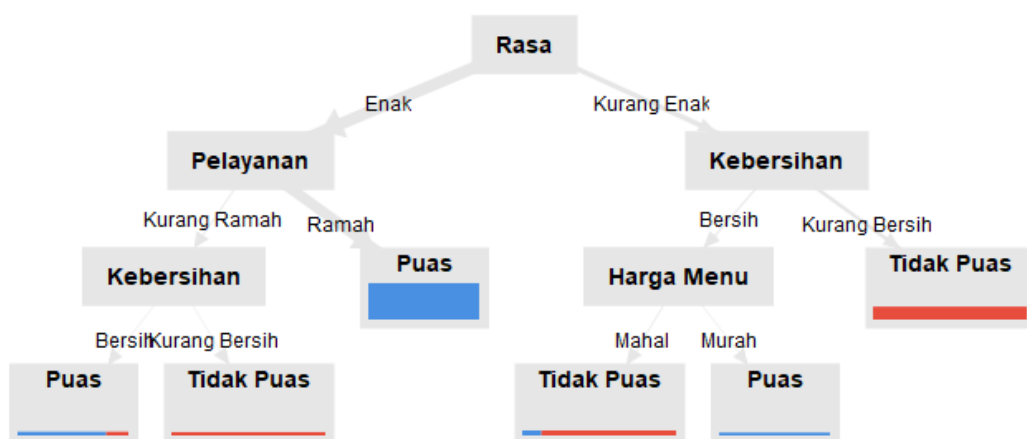 Rasa
Enak
Kurang Enak
Pelayanan
Kebersihan
Kurang Ramah
Ramah
Bersih
Kurang Bersih
Kebersihan
Puas
Harga Menu
Tidak Puas
Bersih
Kurang Bersih
Mahal
Murah
Puas
Tidak Puas
Tidak Puas
Puas